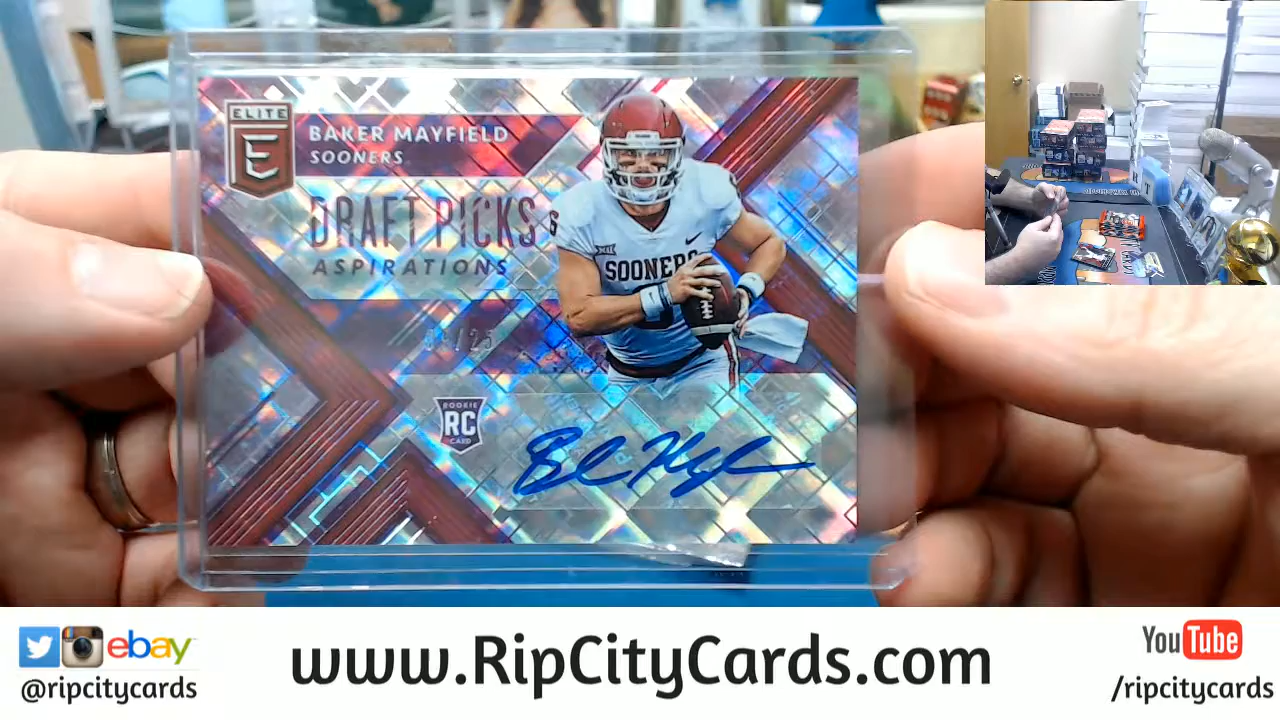 ELITE
E
BAKER MAYFIELD
SOONERS
DRAFT PICKS
ASPIRATIONS
SOONERS
ROOKIE
RC
CARD
ebay
@ripcitycards
www.RipCityCards.com
YouTube
/ripcitycards